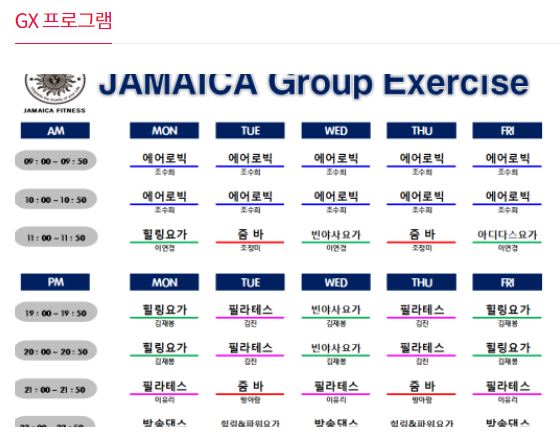 GX 프로그램
JAMAICA Group Exercise
JAMAICA FITNESS
AM MON TUE WED THU FRI
09 : 00 - 09 : 50 에어로빅 에어로빅 에어로빅 에어로빅 에어로빅
조수희 조수희 조수희 조수희 조수희
10 : 00 - 10 : 50 에어로빅 에어로빅 에어로빅 에어로빅 에어로빅
조수희 조수희 조수희 조수희 조수희
11 : 00 - 11 : 50 힐링요가 줌 바 빈야사요가 줌 바 아디다스요가
이연경 조정미 이연경 조정미 이연경
PM MON TUE WED THU FRI
19 : 00 - 19 : 50 힐링요가 필라테스 빈야사요가 필라테스 힐링요가
김재봉 김진 김재봉 김진 김재봉
20 : 00 - 20 : 50 힐링요가 필라테스 빈야사요가 필라테스 힐링요가
김재봉 김진 김재봉 김진 김재봉
21 : 00 - 21 : 50 필라테스 줌 바 필라테스 줌 바 필라테스
이유리 방아람 이유리 방아람 이유리
방송댄스 힐링&파워요가 방송댄스 힐링&파워요가 방송댄스